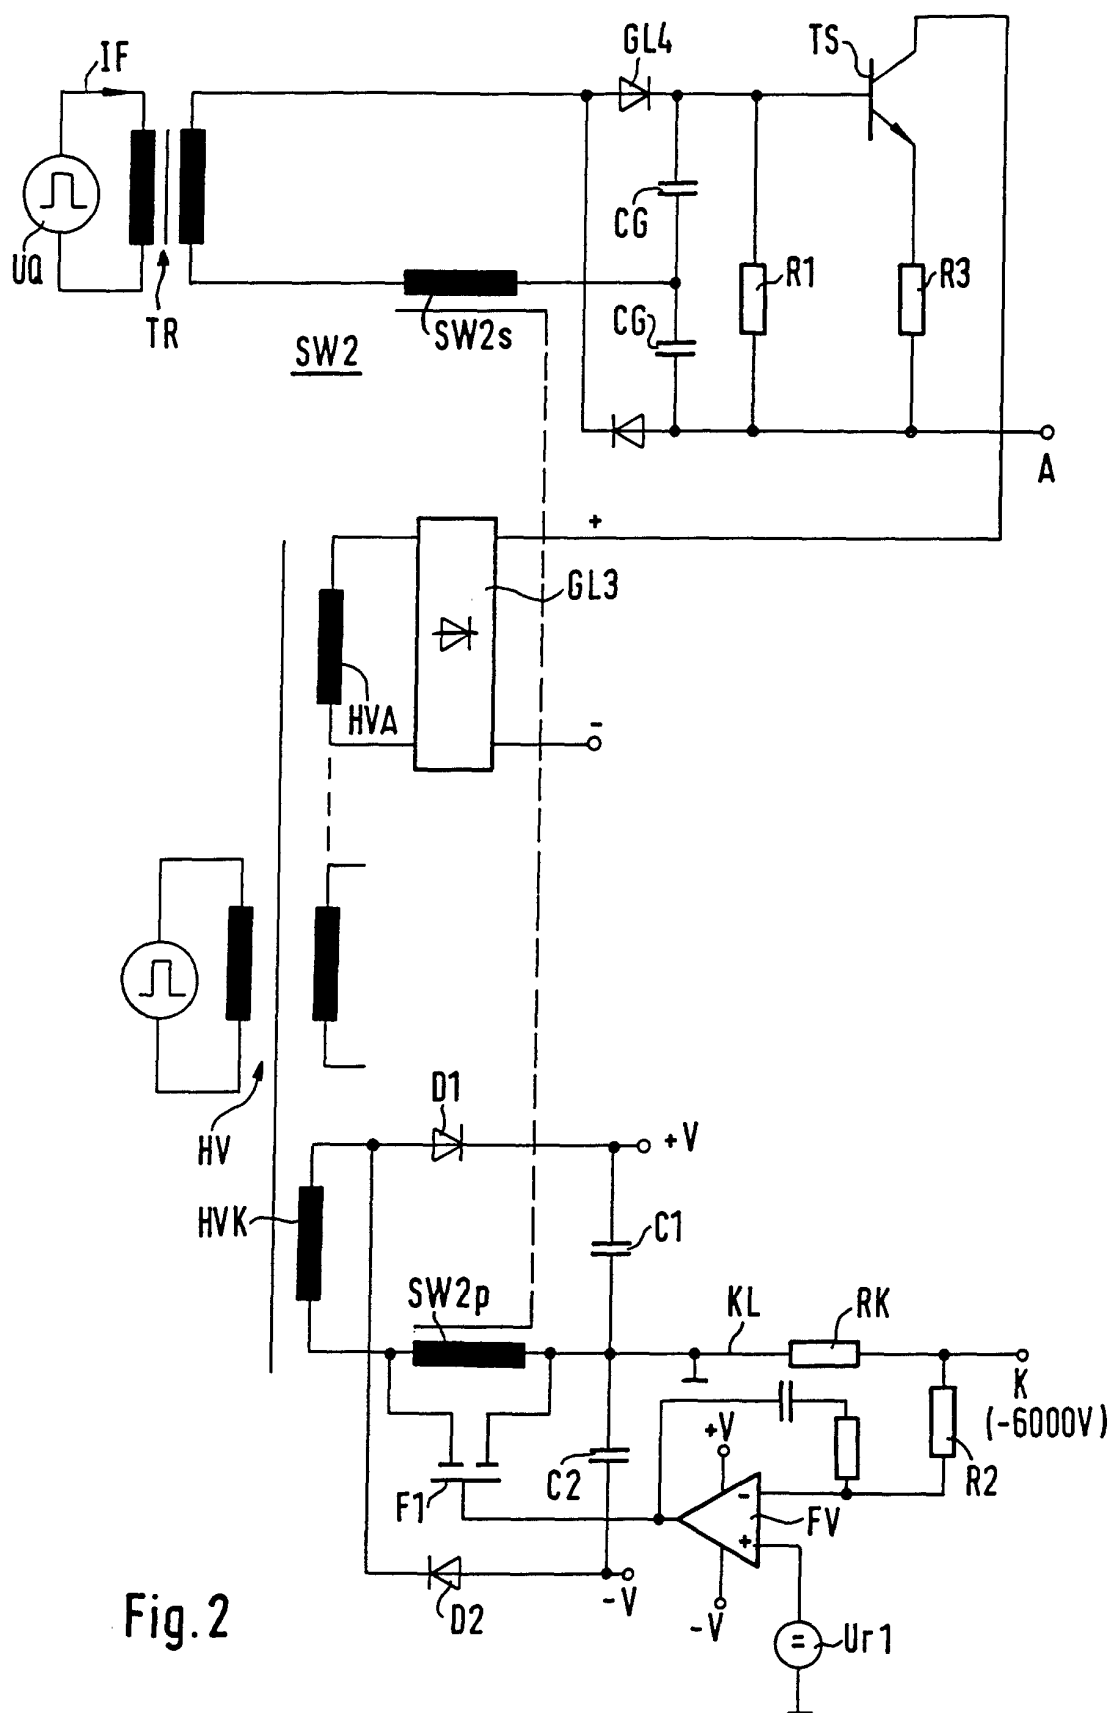 IF
GL4
TS
UQ
TR
CG
R1
R3
SW2s
CG
SW2
A
+
GL3
HVA
-
D1
+V
HV
HVK
C1
SW2p
KL
RK
K
(-6000V)
+V
R2
C2
F1
-
+
FV
-V
D2
-V
=
Ur1
Fig. 2